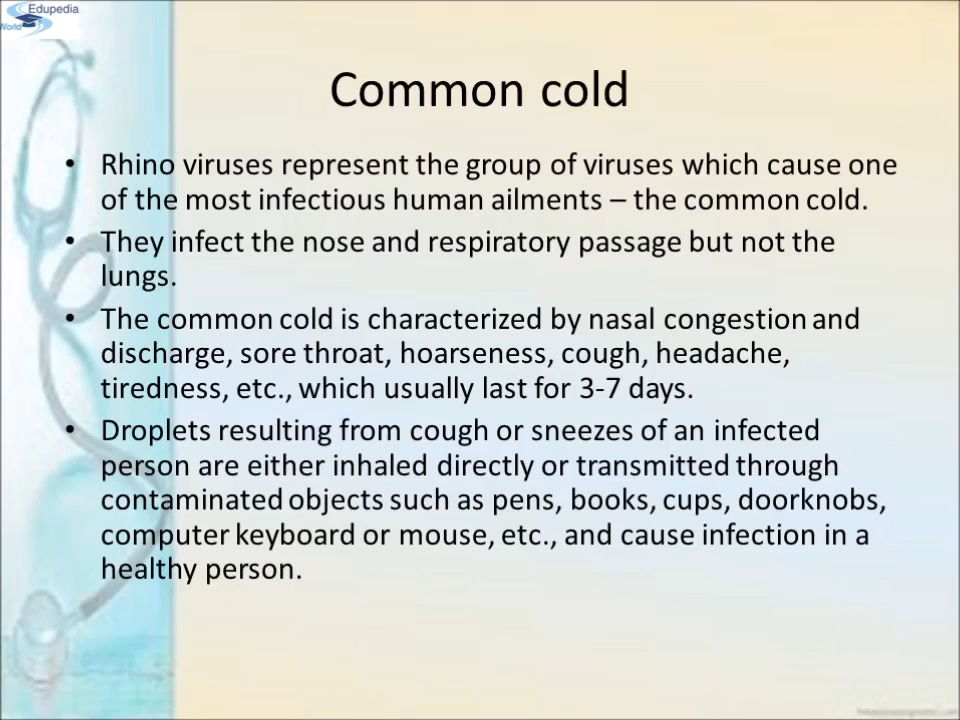 Edupedia
World
Common cold
• Rhino viruses represent the group of viruses which cause one
of the most infectious human ailments – the common cold.
• They infect the nose and respiratory passage but not the
lungs.
• The common cold is characterized by nasal congestion and
discharge, sore throat, hoarseness, cough, headache,
tiredness, etc., which usually last for 3-7 days.
• Droplets resulting from cough or sneezes of an infected
person are either inhaled directly or transmitted through
contaminated objects such as pens, books, cups, doorknobs,
computer keyboard or mouse, etc., and cause infection in a
healthy person.